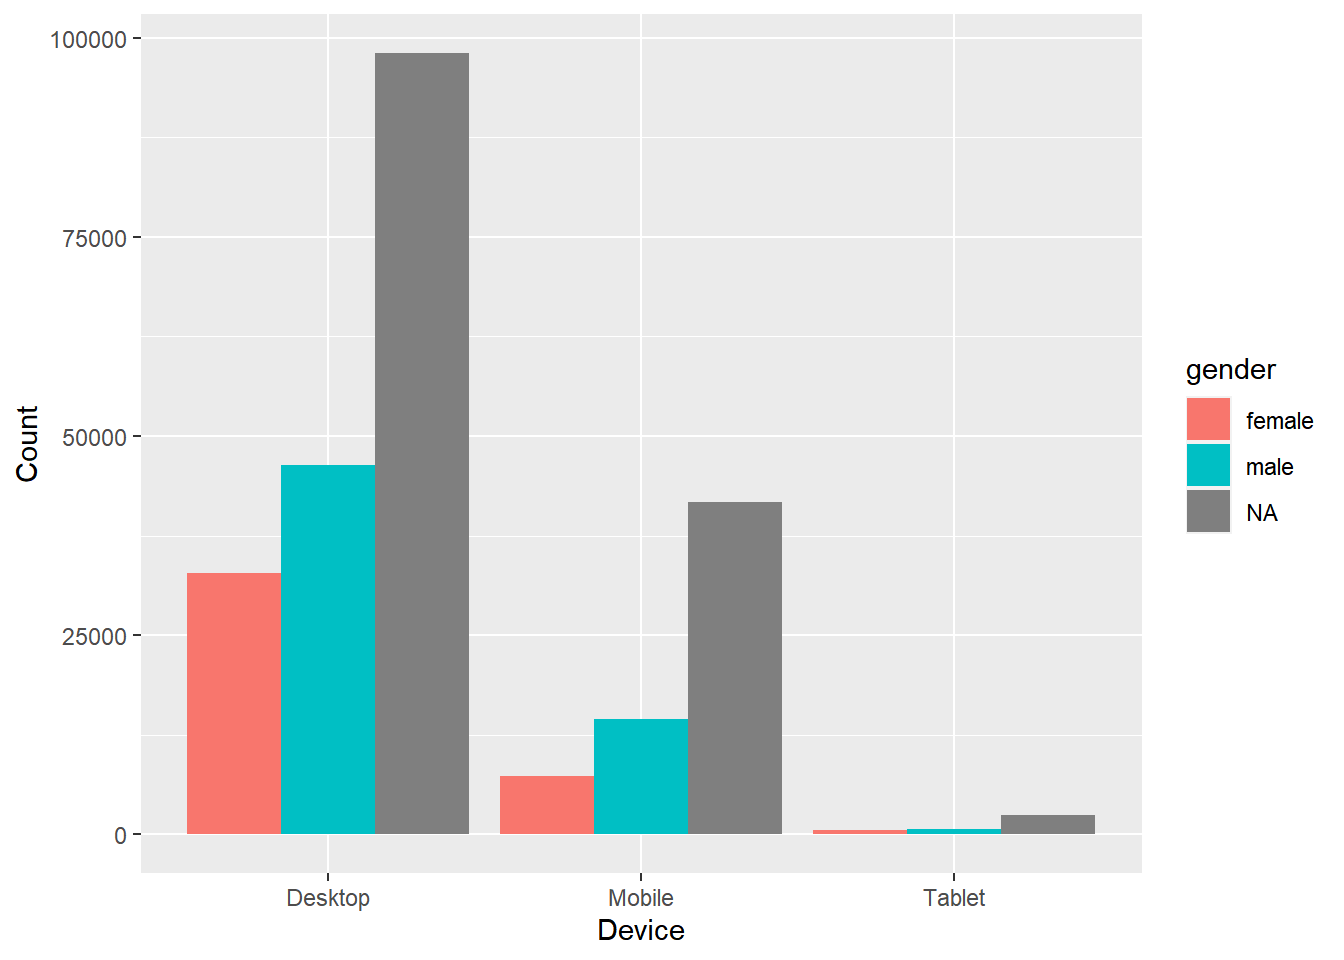 100000
75000
50000
25000
0
Count
Desktop
Mobile
Tablet
Device
gender
female
male
NA